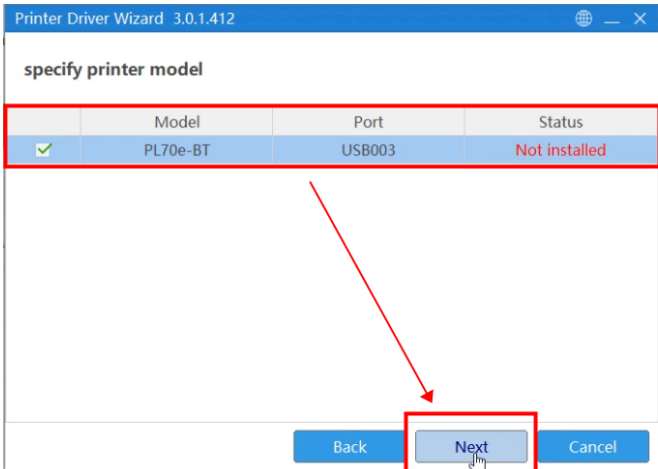 Printer Driver Wizard 3.0.1.412
specify printer model
Model Port Status
PL70e-BT USB003 Not installed
Back Next Cancel